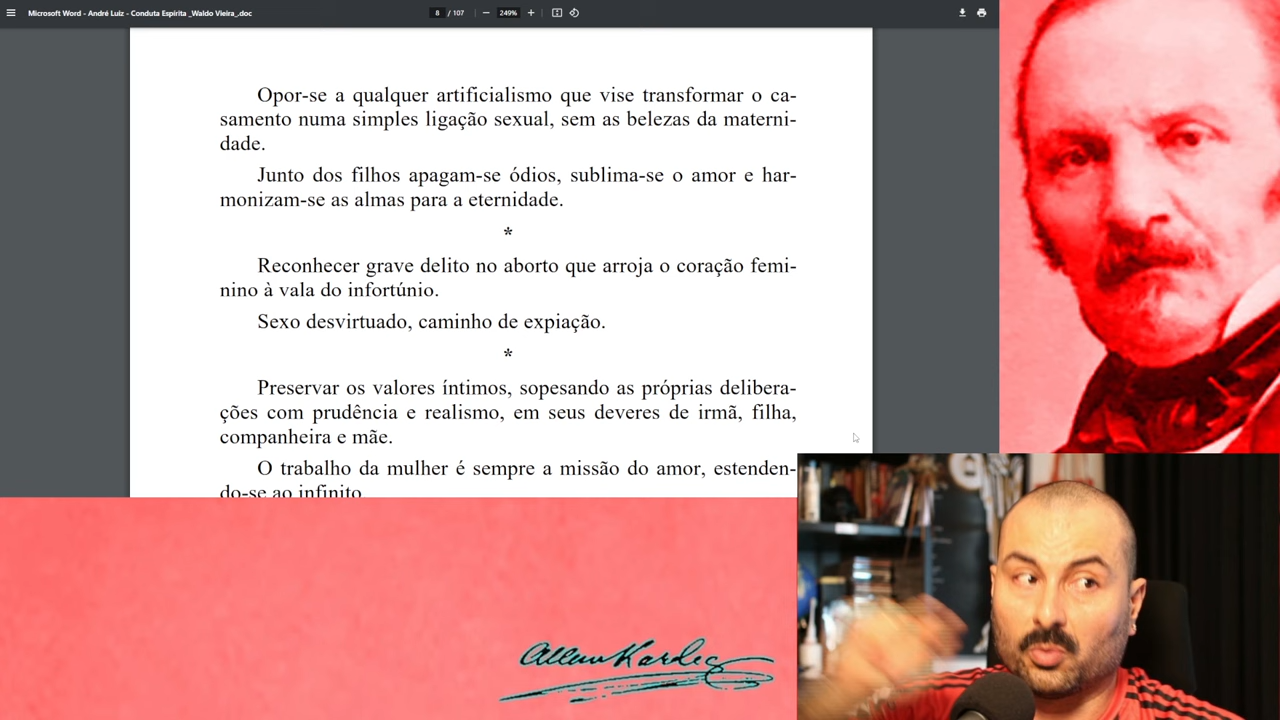 Microsoft Word - André Luiz - Conduta Espírita _Waldo Vieira_.doc
8 / 107
249%
Opor-se a qualquer artificialismo que vise transformar o ca-
samento numa simples ligação sexual, sem as belezas da materni-
dade.
Junto dos filhos apagam-se ódios, sublima-se o amor e har-
monizam-se as almas para a eternidade.
*
Reconhecer grave delito no aborto que arroja o coração femi-
nino à vala do infortúnio.
Sexo desvirtuado, caminho de expiação.
*
Preservar os valores íntimos, sopesando as próprias delibera-
ções com prudência e realismo, em seus deveres de irmã, filha,
companheira e mãe.
O trabalho da mulher é sempre a missão do amor, estenden-
do-se ao infinito
Allan Kardec